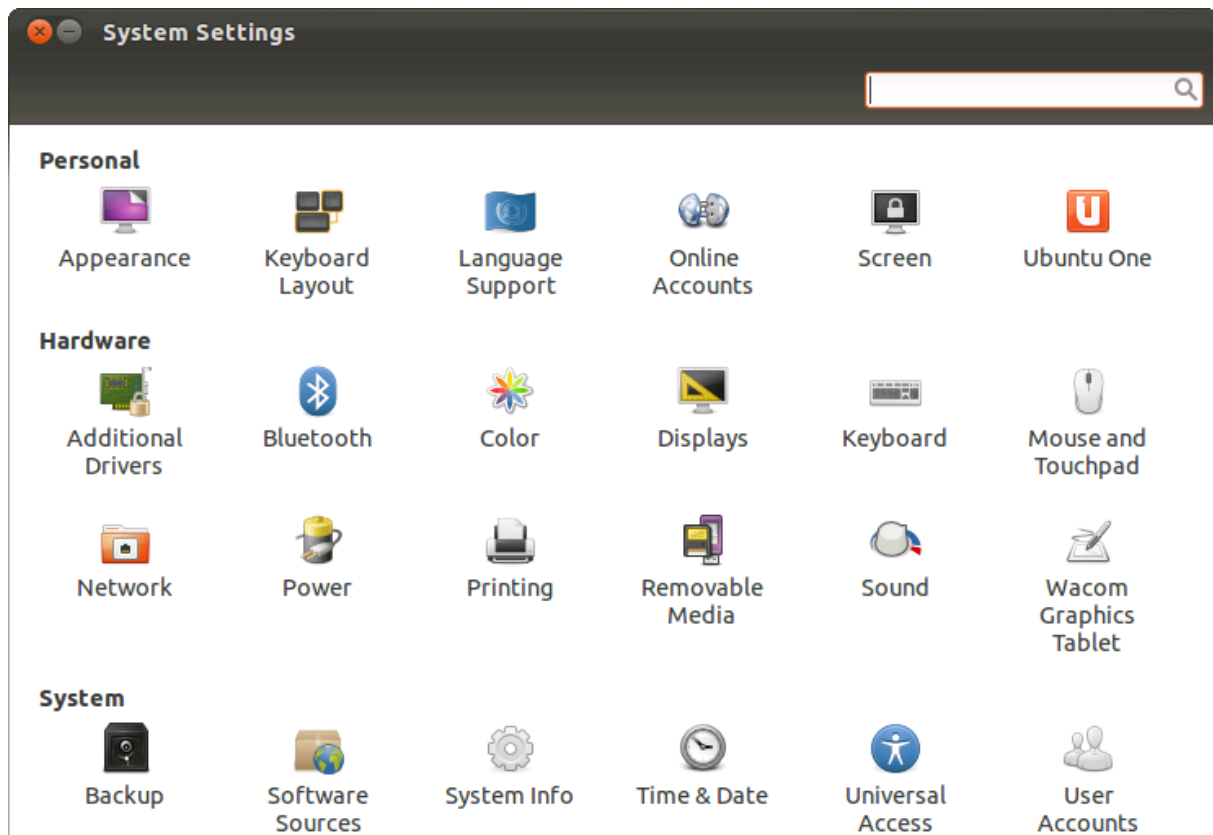 System Settings
Personal
Appearance
Keyboard
Layout
Language
Support
Online
Accounts
Screen
Ubuntu One
Hardware
Additional
Drivers
Bluetooth
Color
Displays
Keyboard
Mouse and
Touchpad
Network
Power
Printing
Removable
Media
Sound
Wacom
Graphics
Tablet
System
Backup
Software
Sources
System Info
Time & Date
Universal
Access
User
Accounts